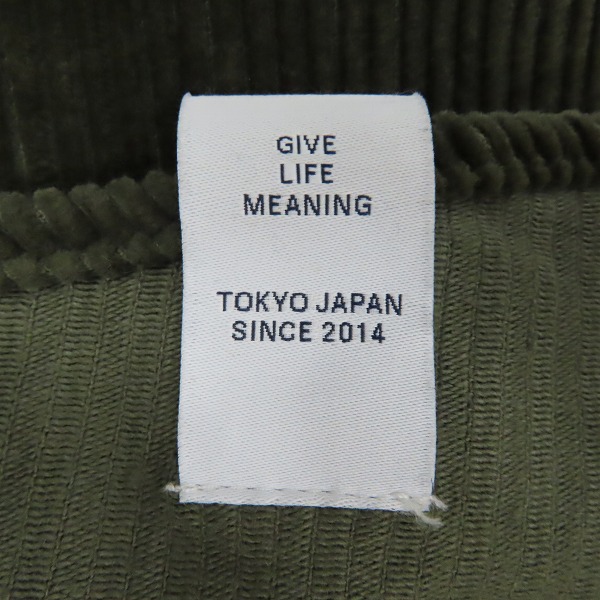 GIVE
LIFE
MEANING
TOKYO JAPAN
SINCE 2014